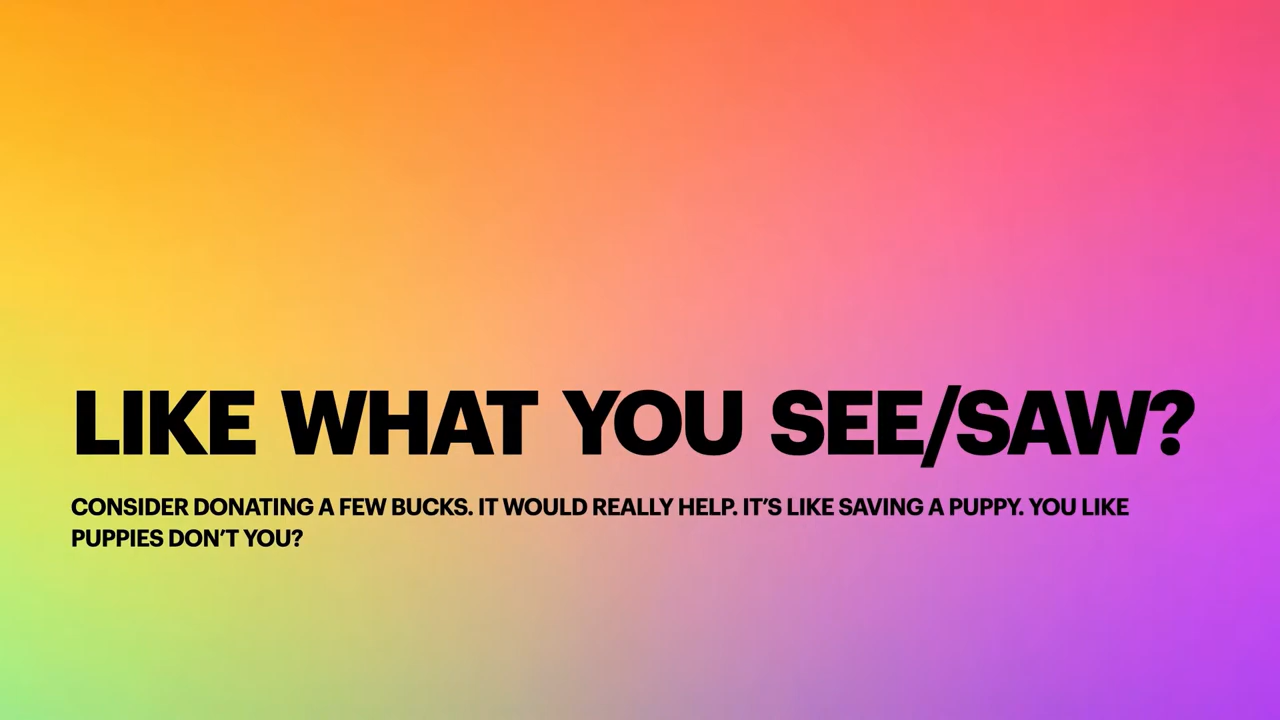 LIKE WHAT YOU SEE/SAW?
CONSIDER DONATING A FEW BUCKS. IT WOULD REALLY HELP. IT’S LIKE SAVING A PUPPY. YOU LIKE
PUPPIES DON’T YOU?